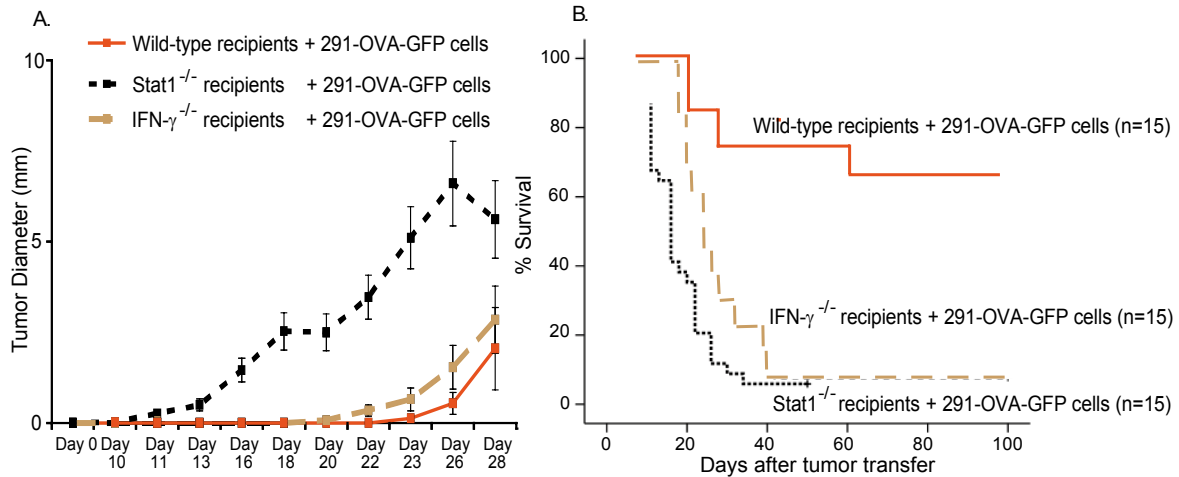 A.
Wild-type recipients + 291-OVA-GFP cells
Stat1-/- recipients + 291-OVA-GFP cells
IFN-γ-/- recipients + 291-OVA-GFP cells
Tumor Diameter (mm)
10
5
0
Day 0
Day 10
Day 11
Day 13
Day 16
Day 18
Day 20
Day 22
Day 23
Day 26
Day 28
B.
% Survival
100
80
60
40
20
0
Wild-type recipients + 291-OVA-GFP cells (n=15)
IFN-γ-/- recipients + 291-OVA-GFP cells (n=15)
Stat1-/- recipients + 291-OVA-GFP cells (n=15)
20 40 60 80 100
Days after tumor transfer